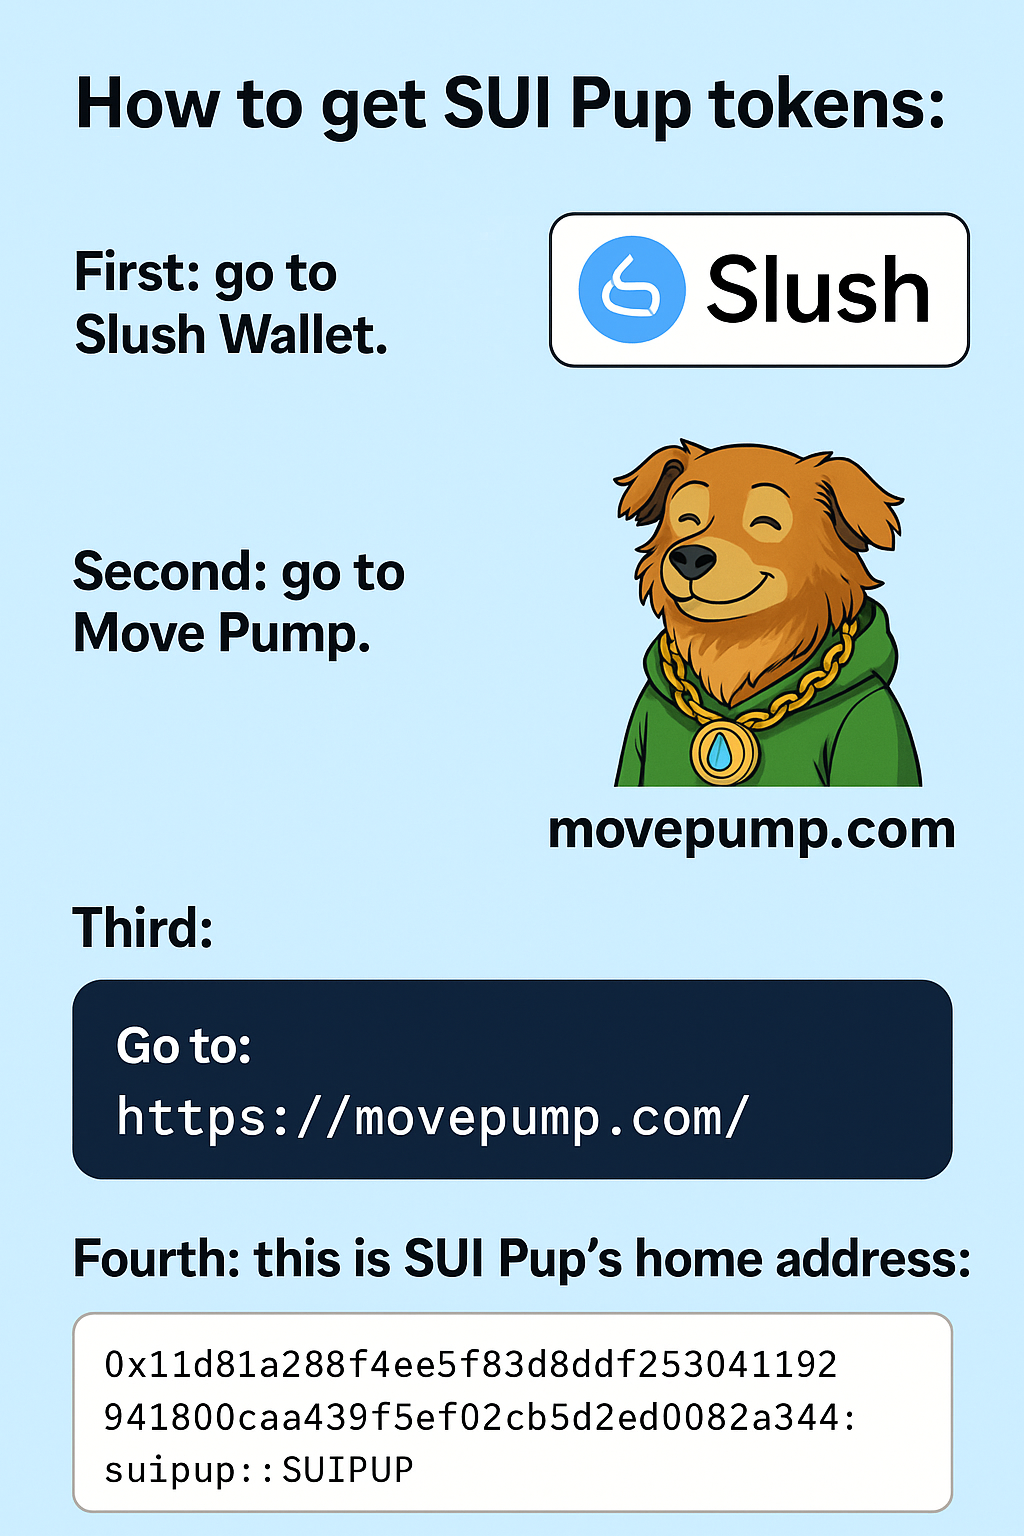 How to get SUI Pup tokens:
First: go to
Slush Wallet.
Slush
Second: go to
Move Pump.
movepump.com
Third:
Go to:
https://movepump.com/
Fourth: this is SUI Pup’s home address:
0x11d81a288f4ee5f83d8ddf253041192
941800caa439f5ef02cb5d2ed0082a344:
suipup::SUIPUP